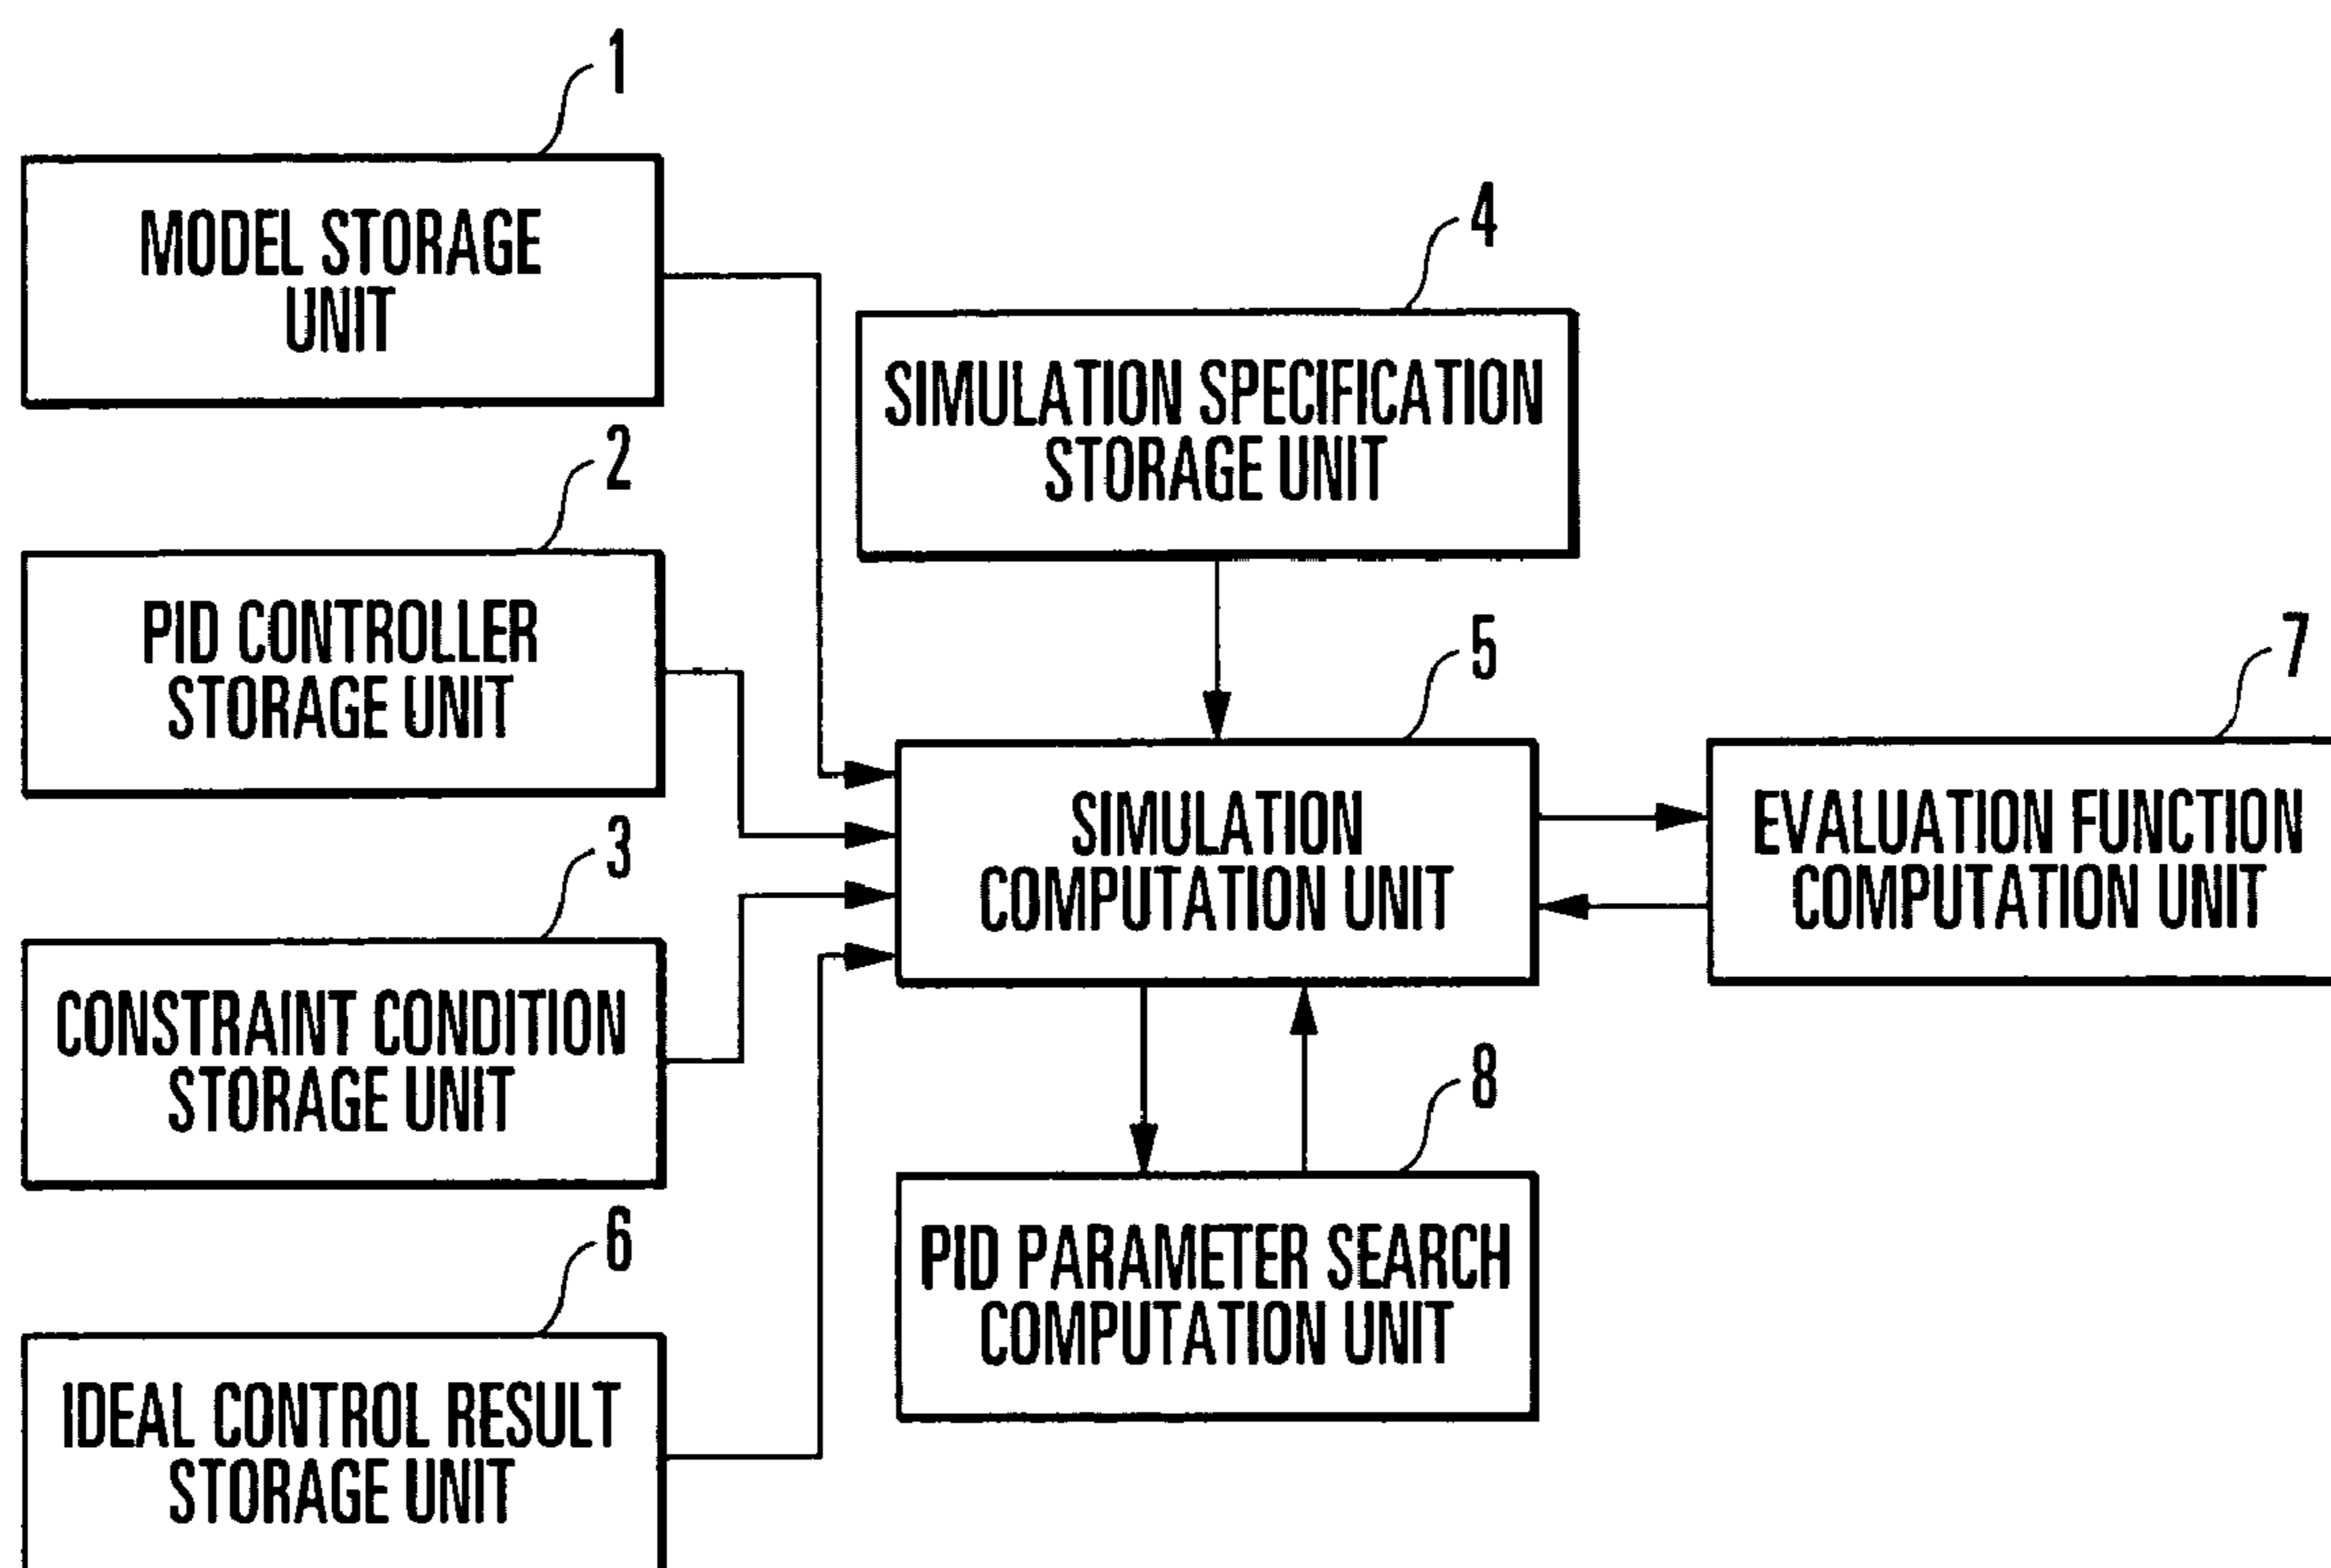 1
MODEL STORAGE
UNIT
2
PID CONTROLLER
STORAGE UNIT
3
CONSTRAINT CONDITION
STORAGE UNIT
6
IDEAL CONTROL RESULT
STORAGE UNIT
4
SIMULATION SPECIFICATION
STORAGE UNIT
5
SIMULATION
COMPUTATION UNIT
8
PID PARAMETER SEARCH
COMPUTATION UNIT
7
EVALUATION FUNCTION
COMPUTATION UNIT